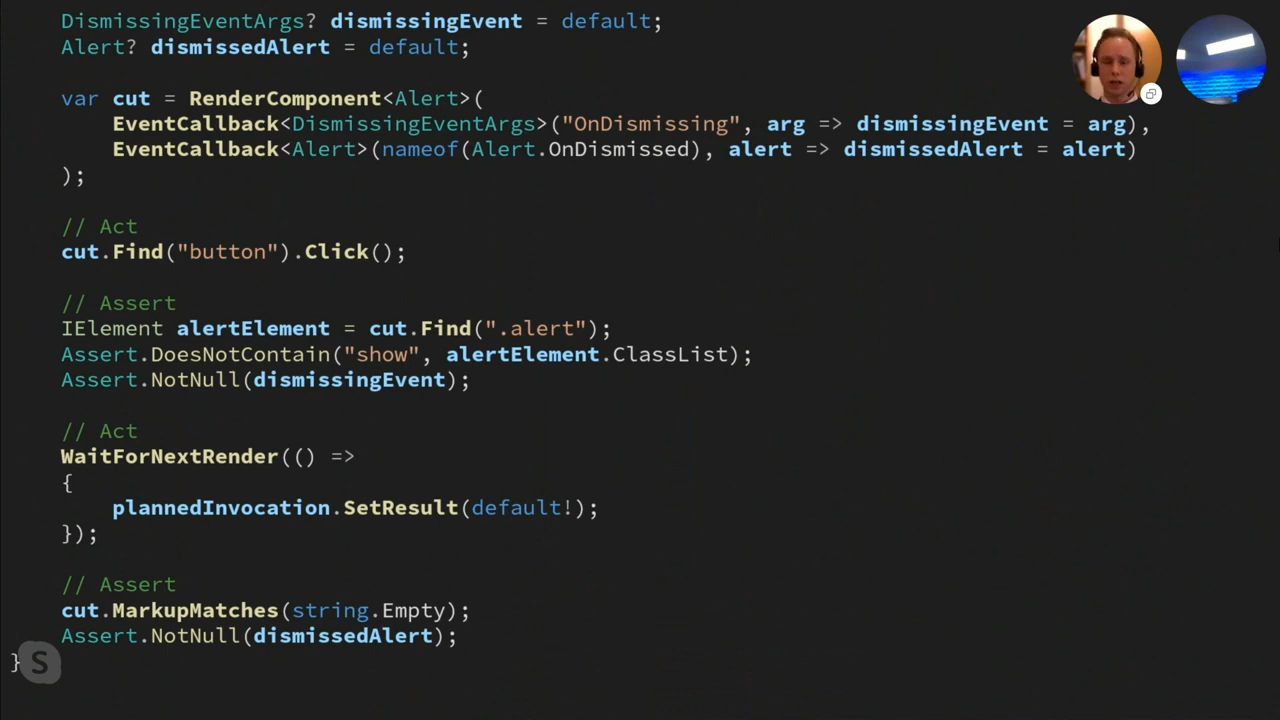 DismissingEventArgs? dismissingEvent = default;
Alert? dismissedAlert = default;
var cut = RenderComponent<Alert>(
EventCallback<DismissingEventArgs>("OnDismissing", arg => dismissingEvent = arg),
EventCallback<Alert>(nameof(Alert.OnDismissed), alert => dismissedAlert = alert)
);
// Act
cut.Find("button").Click();
// Assert
IElement alertElement = cut.Find(".alert");
Assert.DoesNotContain("show", alertElement.ClassList);
Assert.NotNull(dismissingEvent);
// Act
WaitForNextRender(() =>
{
plannedInvocation.SetResult(default!);
});
// Assert
cut.MarkupMatches(string.Empty);
Assert.NotNull(dismissedAlert);
}
S